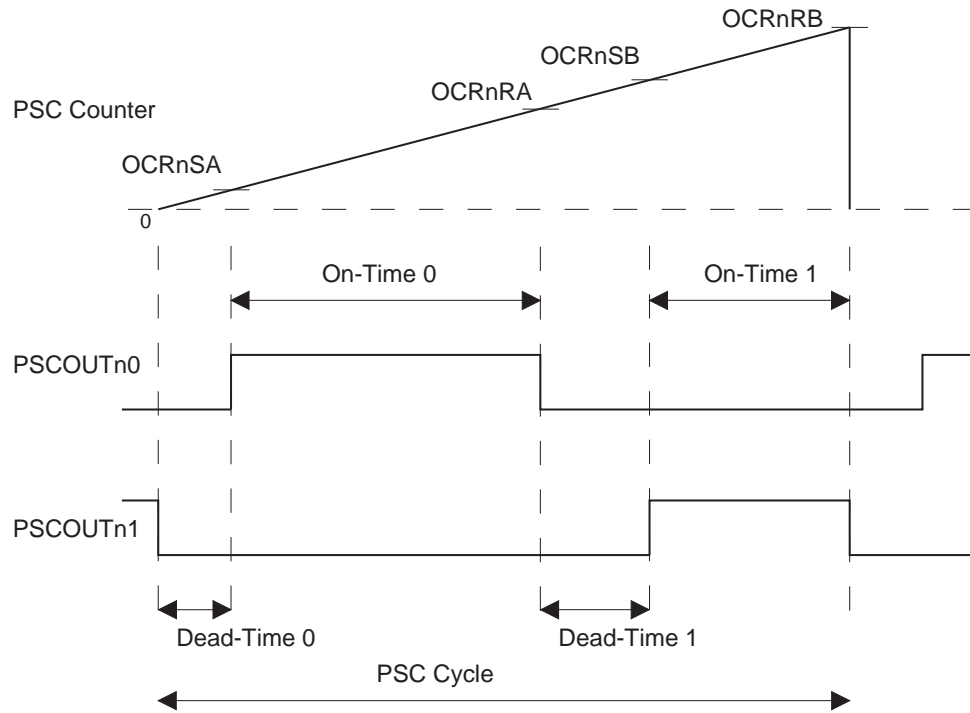 OCRnRB
OCRnSB
OCRnRA
PSC Counter
OCRnSA
0
On-Time 0
On-Time 1
PSCOUTn0
PSCOUTn1
Dead-Time 0
Dead-Time 1
PSC Cycle